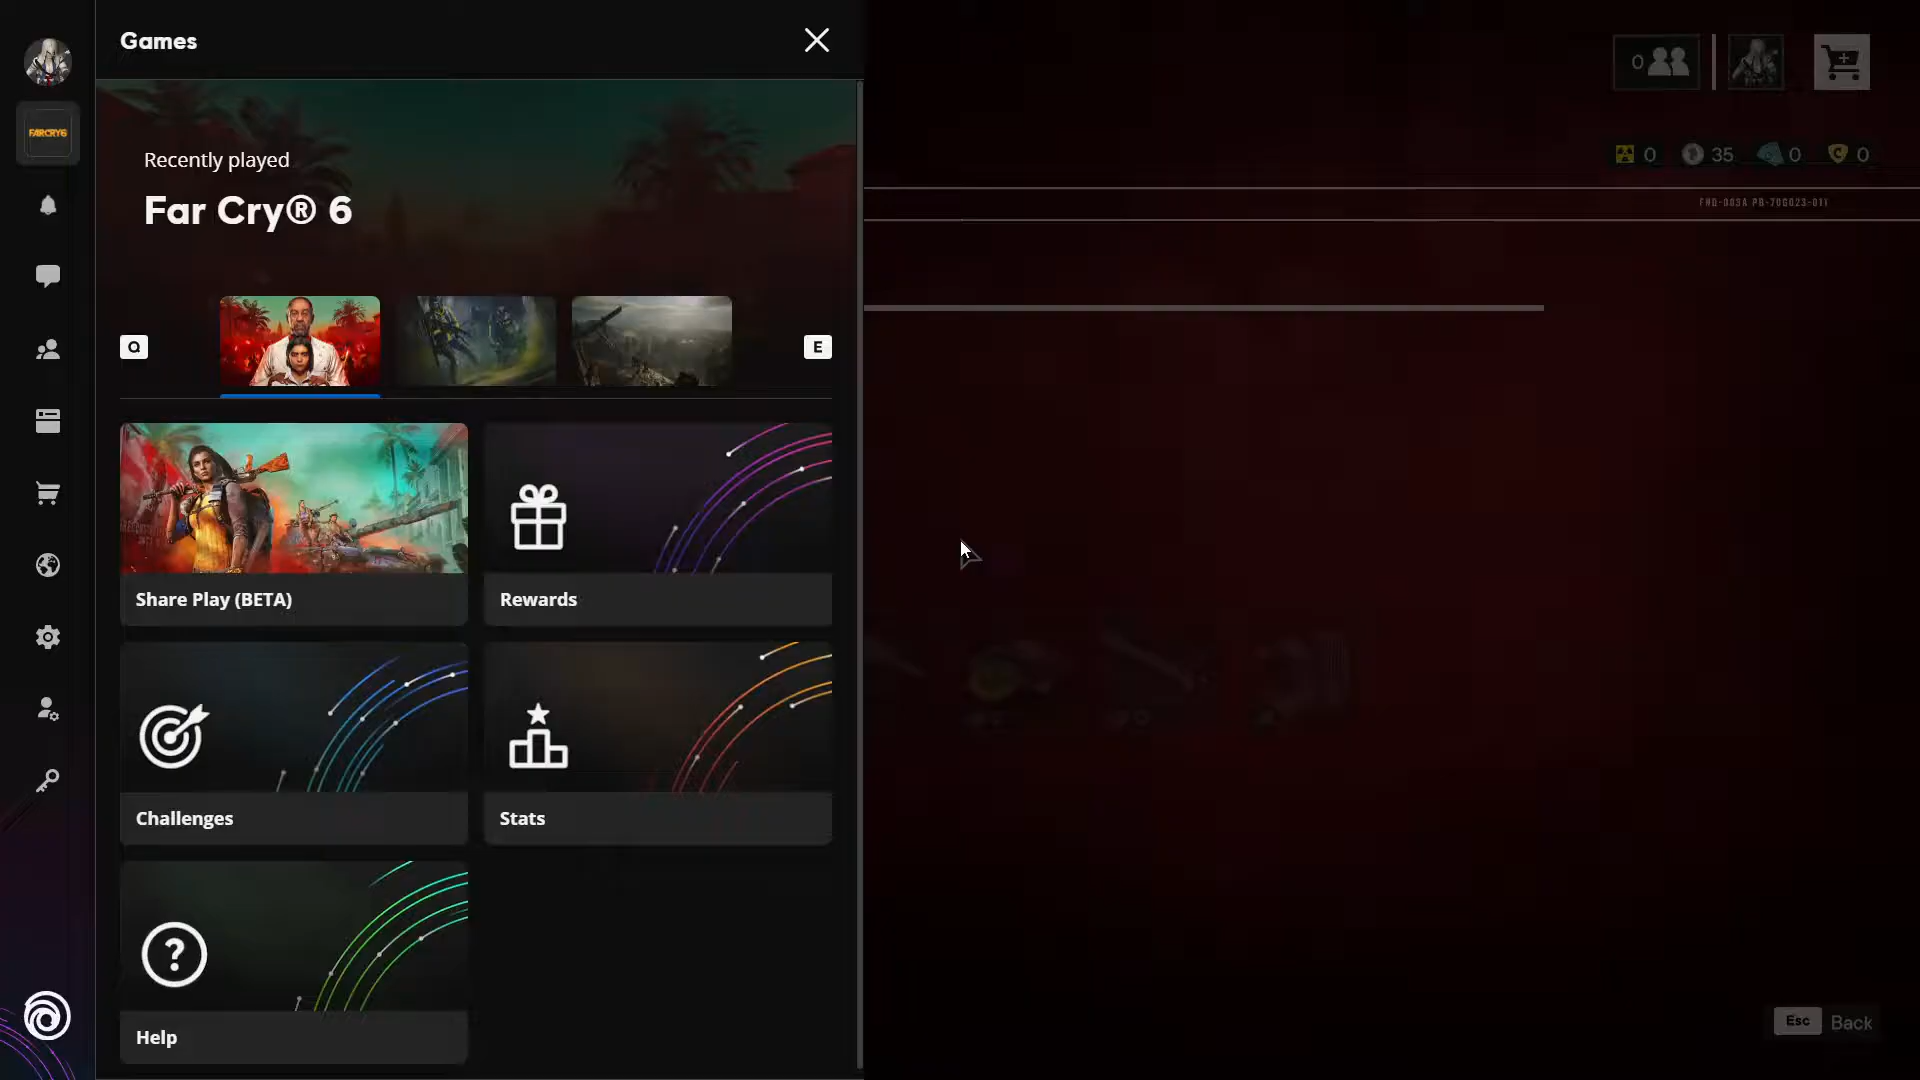 Games
FARCRY6
0
0
35
0
0
Recently played
Far Cry® 6
Q
E
Share Play (BETA)
Rewards
Challenges
Stats
Help
Esc
Back